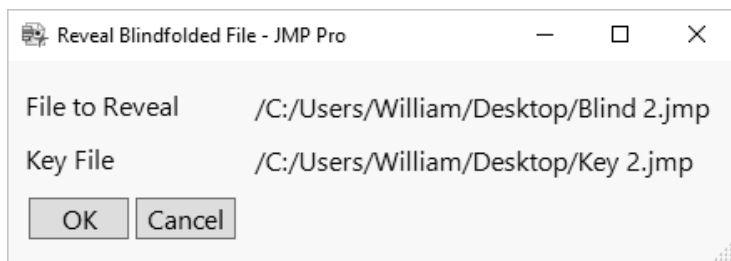 Reveal Blindfolded File - JMP Pro
File to Reveal /C:/Users/William/Desktop/Blind 2.jmp
Key File /C:/Users/William/Desktop/Key 2.jmp
OK Cancel